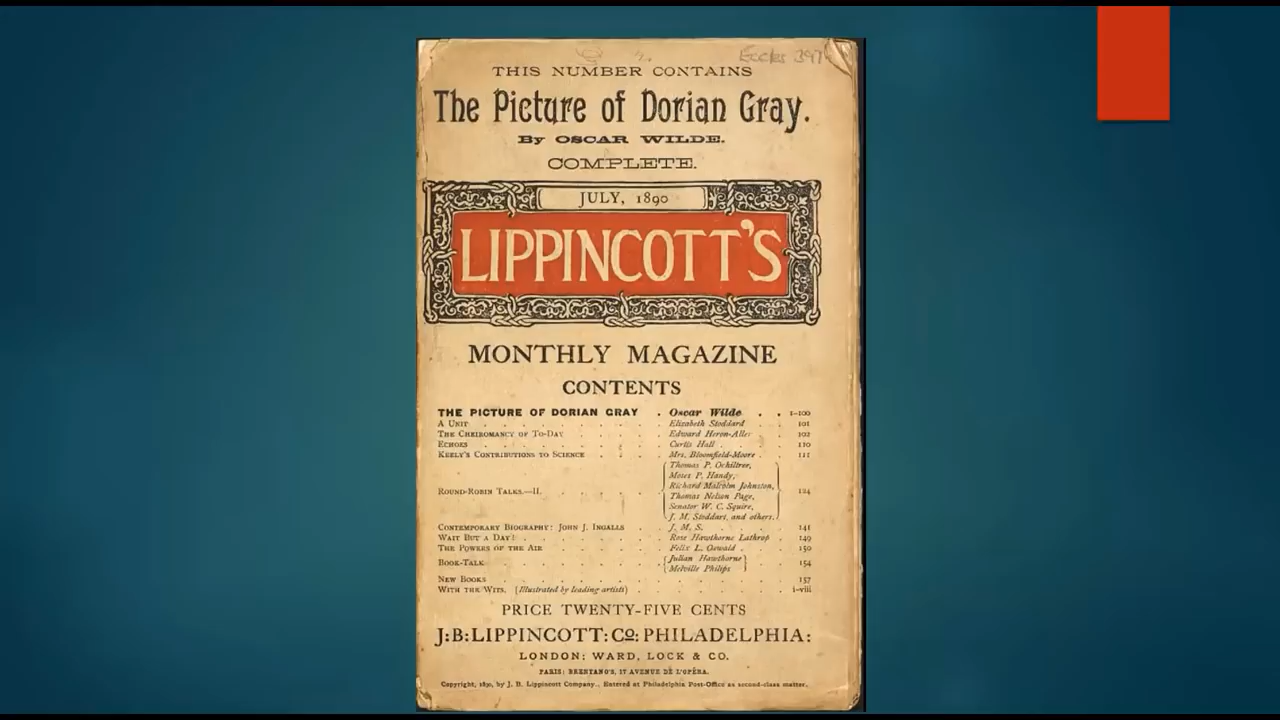 Eccles 397
THIS NUMBER CONTAINS
The Picture of Dorian Gray.
By OSCAR WILDE.
COMPLETE.
JULY, 1890
LIPPINCOTT'S
MONTHLY MAGAZINE
CONTENTS
THE PICTURE OF DORIAN GRAY . Oscar Wilde . . 1-100
A UNIT . . . . . . . . Elizabeth Stoddard . . 101
THE CHEIROMANCY OF TO-DAY . . . . . Edward Heron-Allen . . 102
ECHOES . . . . . . . . Curtis Hall . . . 110
KEELY'S CONTRIBUTIONS TO SCIENCE . . . . Mrs. Bloomfield-Moore . . 111
Thomas P. Ochiltree,
Moses P. Handy,
Richard Malcolm Johnston,
ROUND-ROBIN TALKS.—II. . . . . . . 124
Thomas Nelson Page,
Senator W. C. Squire,
J. M. Stoddart, and others.
CONTEMPORARY BIOGRAPHY: JOHN J. INGALLS . . J. M. S. . . . . 141
WAIT BUT A DAY! . . . . . . . Rose Hawthorne Lathrop . . 149
THE POWERS OF THE AIR . . . . . . Felix L. Oswald . . . 150
BOOK-TALK . . . . . . . Julian Hawthorne . . 154
Melville Philips
NEW BOOKS . . . . . . . . . . . . 157
WITH THE WITS. (Illustrated by leading artists) . . . . . . i-viii
PRICE TWENTY-FIVE CENTS
J:B:LIPPINCOTT:Co: PHILADELPHIA:
LONDON: WARD, LOCK & CO.
PARIS: BRENTANO'S, 17 AVENUE DE L'OPÉRA.
Copyright, 1890, by J. B. Lippincott Company. Entered at Philadelphia Post-Office as second-class matter.